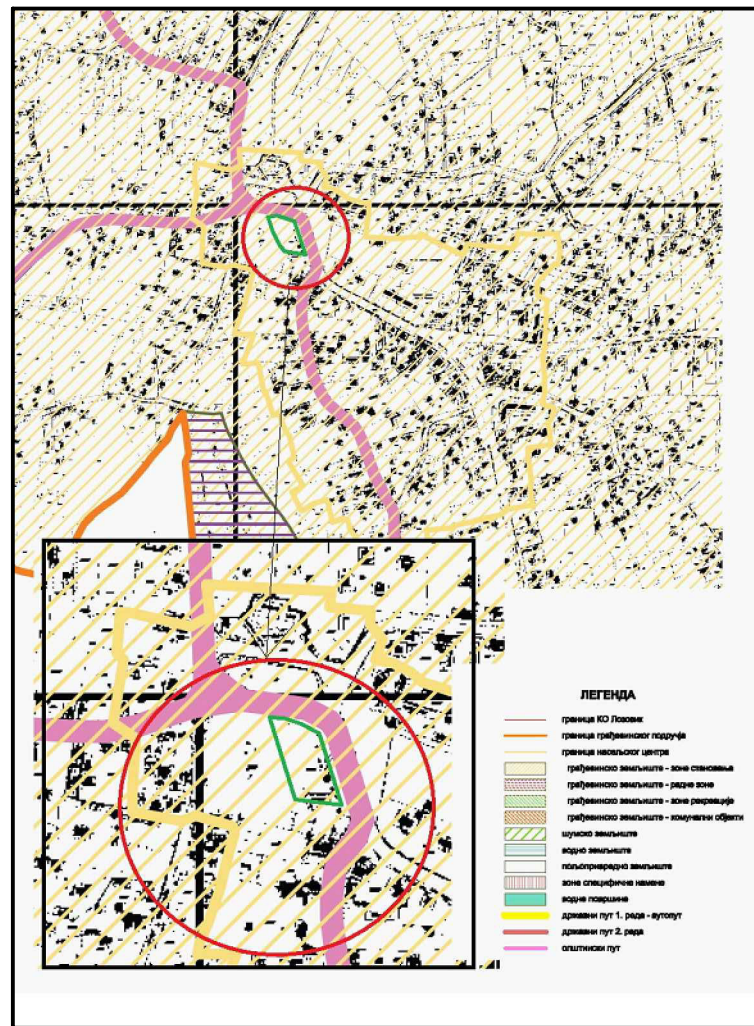 ЛЕГЕНДА
граница КО Лозовик
граница грађевинског подручја
граница насељског центра
грађевинско земљиште - зоне становања
грађевинско земљиште - радне зоне
грађевинско земљиште - зоне рекреације
грађевинско земљиште - комунални објекти
шумско земљиште
водно земљиште
пољопривредно земљиште
зоне специфичне намене
водне површине
државни пут 1. реда - аутопут
државни пут 2. реда
општински пут